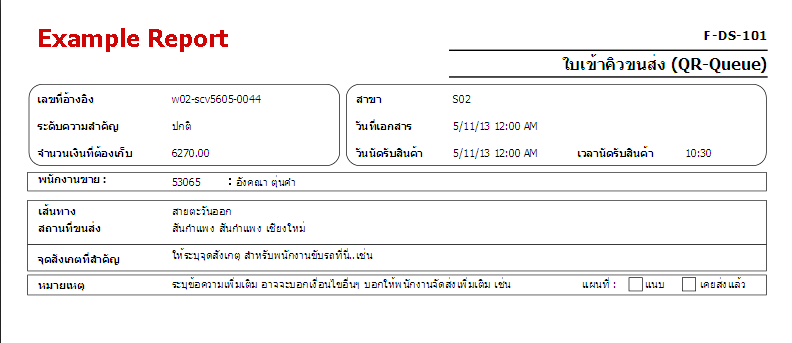 Example Report
F-DS-101
ใบเข้าคิวขนส่ง (QR-Queue)
เลขที่อ้างอิง w02-scv5605-0044 สาขา S02
ระดับความสำคัญ ปกติ วันที่เอกสาร 5/11/13 12:00 AM
จำนวนเงินที่ต้องเก็บ 6270.00 วันนัดรับสินค้า 5/11/13 12:00 AM เวลานัดรับสินค้า 10:30
พนักงานขาย : 53065 : อังคณา ตุ่นคำ
เส้นทาง สายตะวันออก
สถานที่ขนส่ง สันกำแพง สันกำแพง เชียงใหม่
จุดสังเกตที่สำคัญ ให้ระบุจุดสังเกตุ สำหรับพนักงานขับรถที่นี่..เช่น
หมายเหตุ ระบุข้อความเพิ่มเติม อาจจะบอกเงื่อนไขอื่นๆ บอกให้พนักงานจัดส่งเพิ่มเติม เช่น แผนที่ : แนบ เคยส่งแล้ว